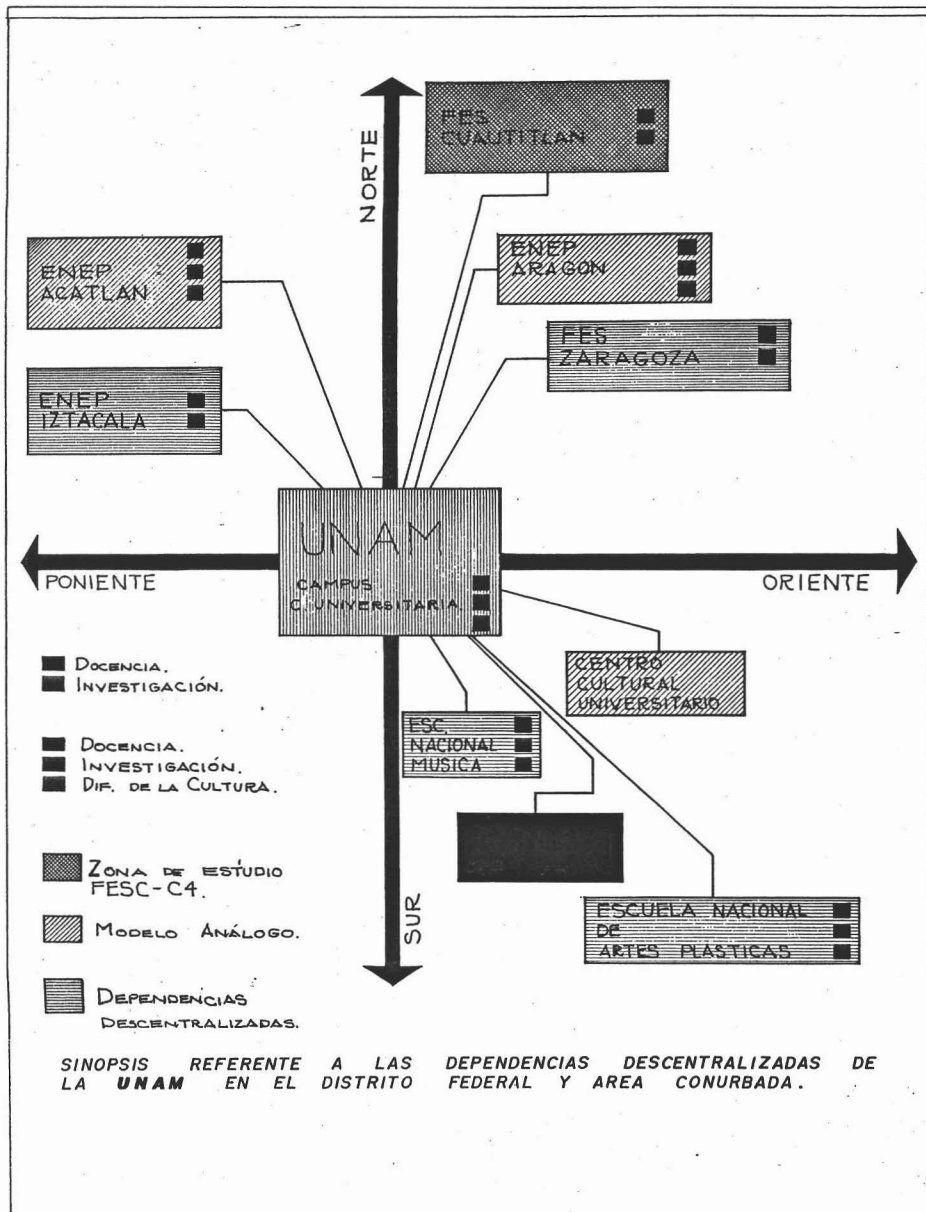 NORTE
FES
CUAUTITLAN
ENEP
ACATLAN
ENEP
ARAGON
FES
ZARAGOZA
ENEP
IZTACALA
UNAM
CAMPUS
C. UNIVERSITARIA
PONIENTE
ORIENTE
CENTRO
CULTURAL
UNIVERSITARIO
ESC.
NACIONAL
MUSICA
DOCENCIA.
INVESTIGACIÓN.
DOCENCIA.
INVESTIGACIÓN.
DIF. DE LA CULTURA.
ZONA DE ESTUDIO
FESC-C4.
MODELO ANÁLOGO.
DEPENDENCIAS
DESCENTRALIZADAS.
SUR
ESCUELA NACIONAL
DE
ARTES PLÁSTICAS
SINOPSIS REFERENTE A LAS DEPENDENCIAS DESCENTRALIZADAS DE
LA UNAM EN EL DISTRITO FEDERAL Y AREA CONURBADA.